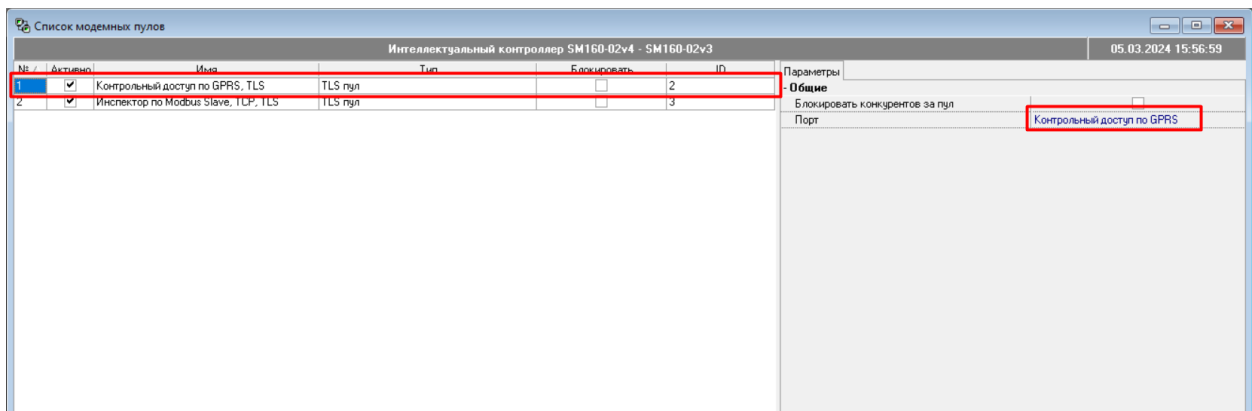 Список модемных пулов
Интеллектуальный контроллер SM160-02v4 - SM160-02v3 05.03.2024 15:56:59
№ Активно Имя Тип Блокировать ID
1 Контрольный доступ по GPRS, TLS TLS пул 2
2 Инспектор по Modbus Slave, TCP, TLS TLS пул 3
Параметры
- Общие
Блокировать конкурентов за пул
Порт Контрольный доступ по GPRS